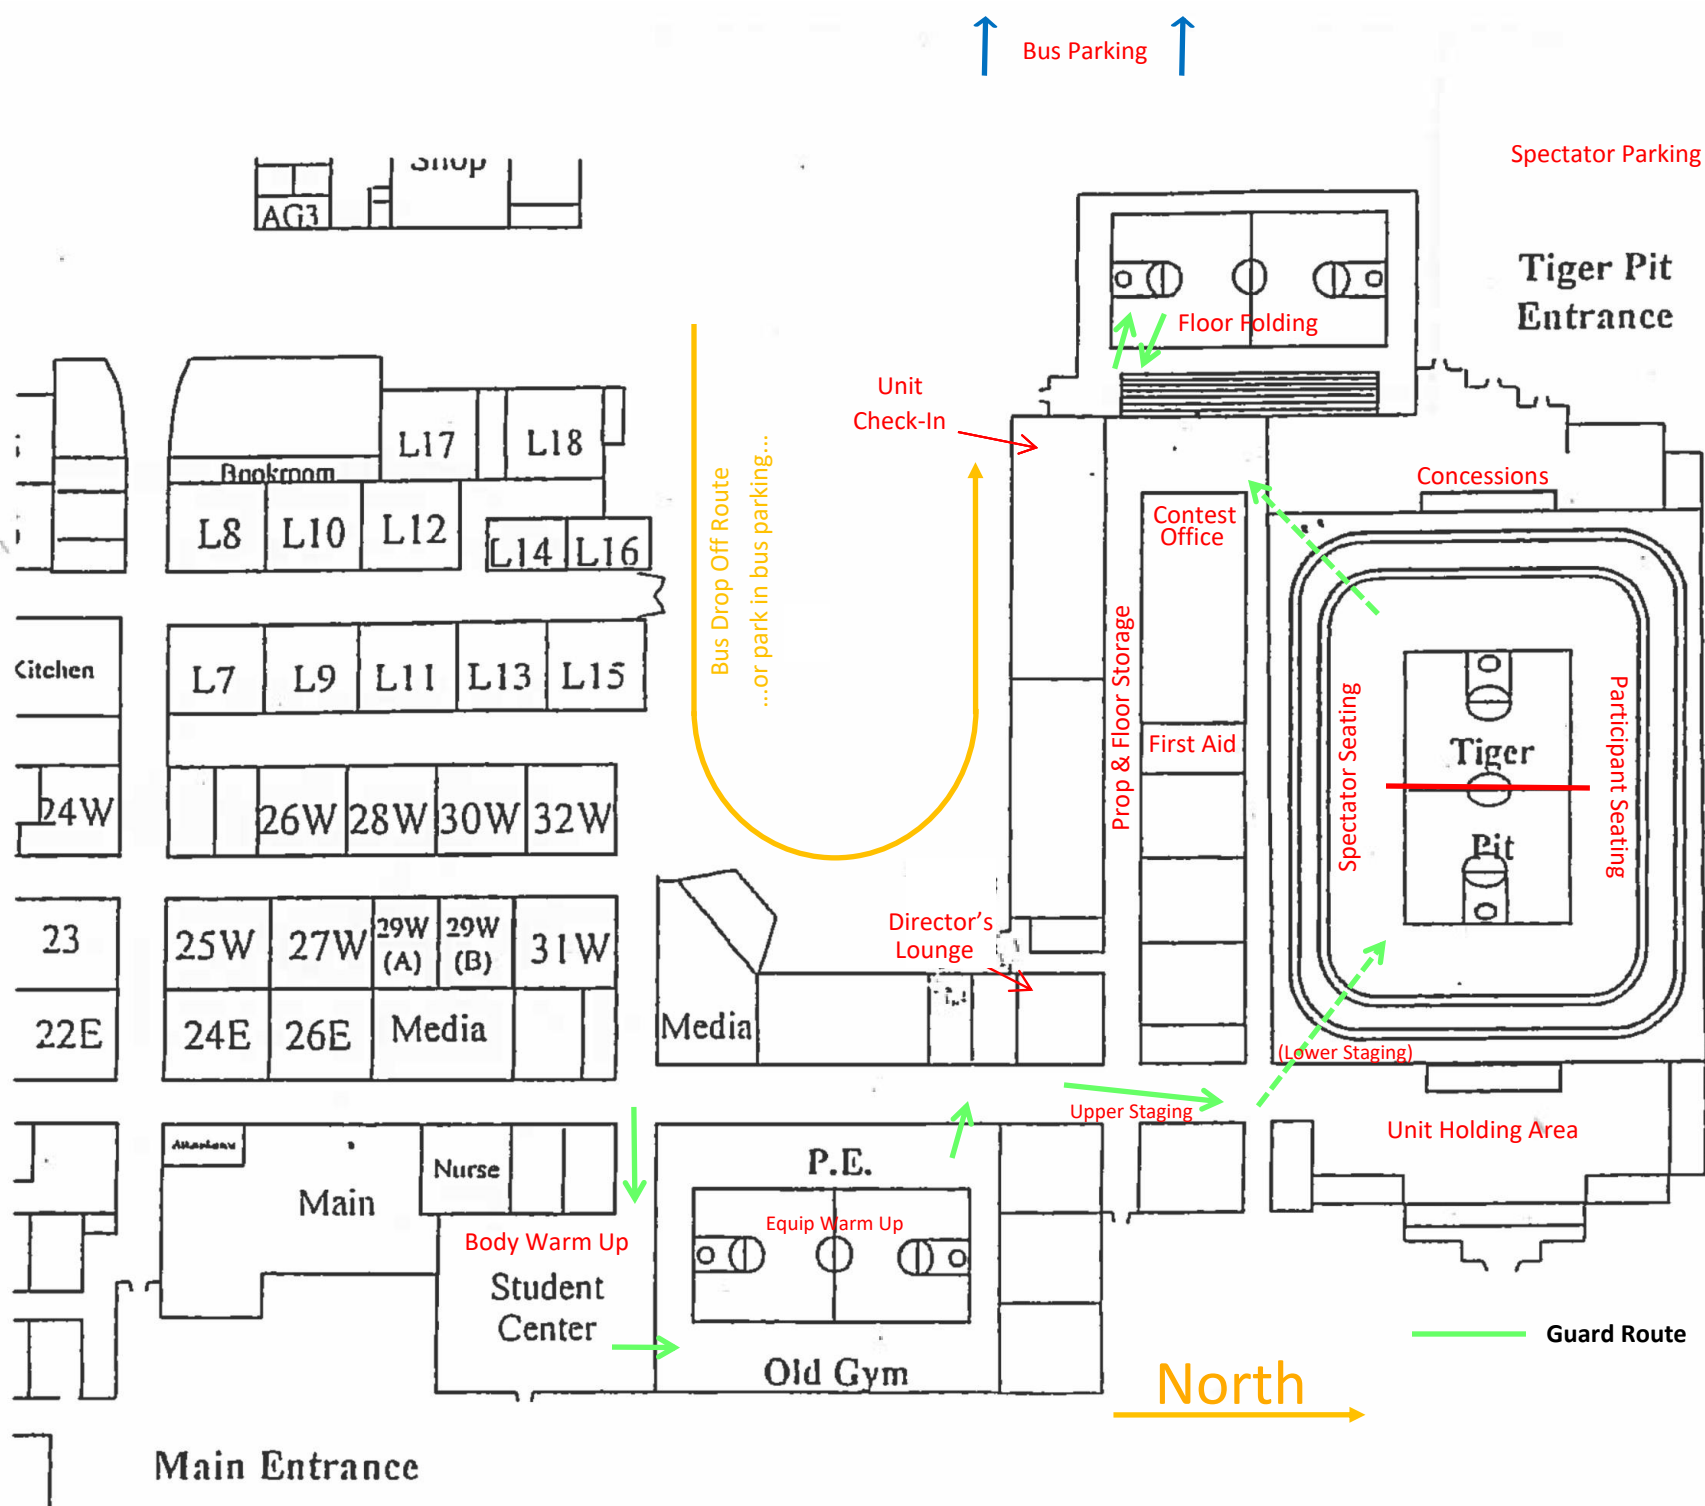 Bus Parking
Spectator Parking
AG3
Tiger Pit
Entrance
Floor Folding
Unit
Check-In
L17
L18
Bookroom
Concessions
L8
L10
L12
L14
L16
Contest
Office
Bus Drop Off Route
...or park in bus parking...
Kitchen
L7
L9
L11
L13
L15
Prop & Floor Storage
First Aid
Spectator Seating
Tiger
Pit
Participant Seating
24W
26W
28W
30W
32W
23
25W
27W
29W
(A)
29W
(B)
31W
Director's
Lounge
22E
24E
26E
Media
Media
(Lower Staging)
Upper Staging
Unit Holding Area
Nurse
Main
P.E.
Equip Warm Up
Body Warm Up
Student
Center
Old Gym
Guard Route
North
Main Entrance